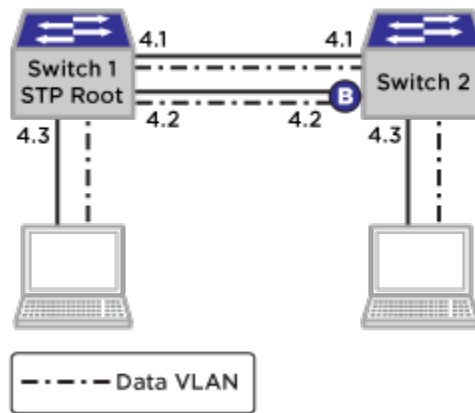 4.1 4.1
Switch 1
STP Root
Switch 2
B
4.2 4.2
4.3 4.3
Data VLAN